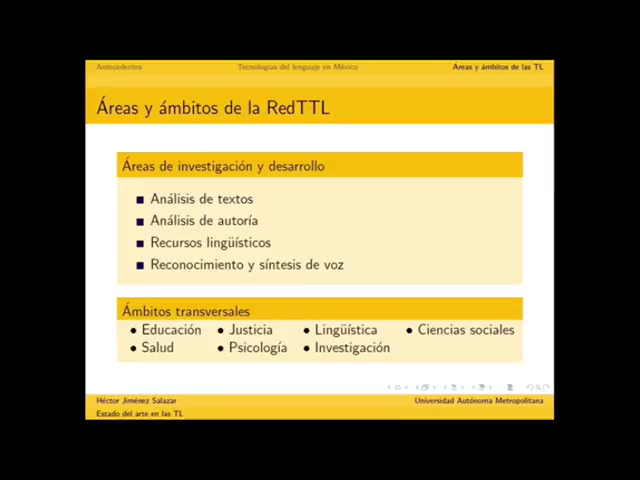 Antecedentes Tecnologías del lenguaje en México Áreas y ámbitos de las TL
Áreas y ámbitos de la RedTTL
Áreas de investigación y desarrollo
Análisis de textos
Análisis de autoría
Recursos lingüísticos
Reconocimiento y síntesis de voz
Ámbitos transversales
• Educación • Justicia • Lingüística • Ciencias sociales
• Salud • Psicología • Investigación
Héctor Jiménez Salazar Universidad Autónoma Metropolitana
Estado del arte en las TL